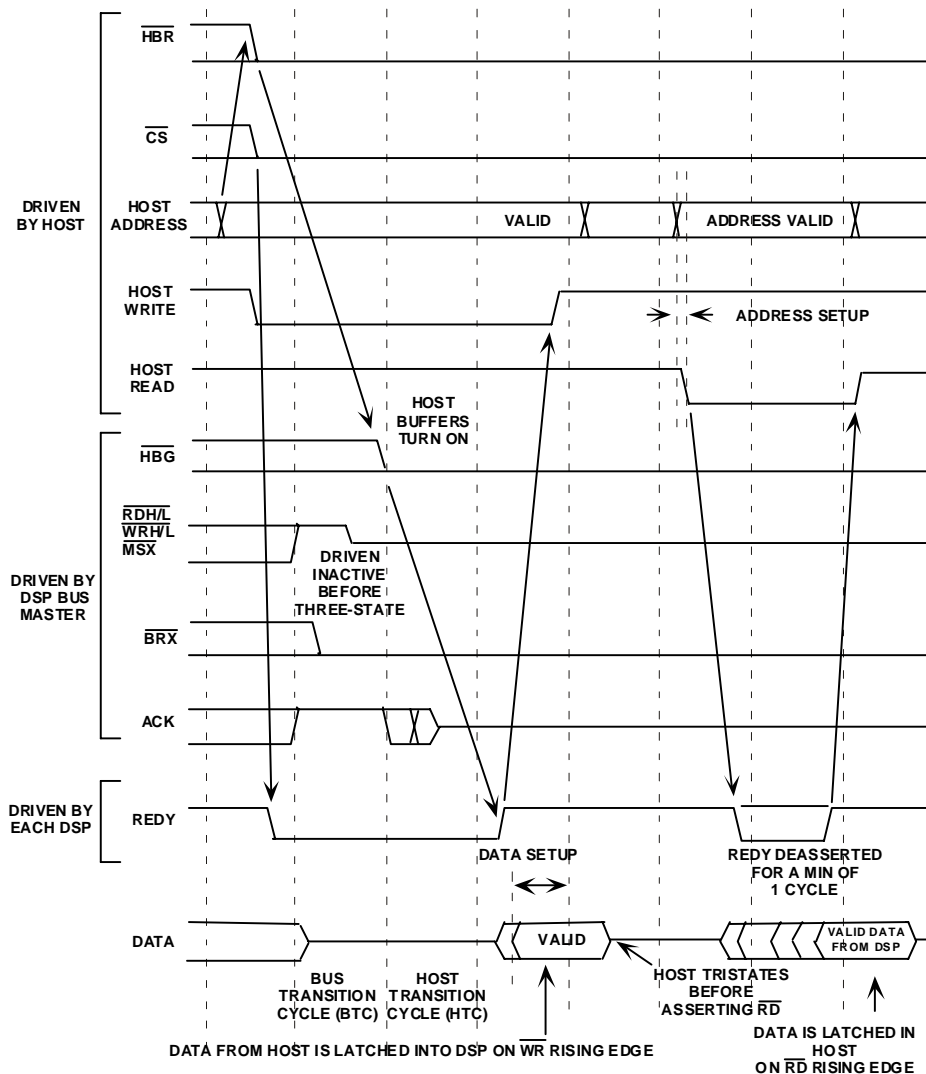 HBR
CS
DRIVEN
BY HOST
HOST
ADDRESS
VALID
ADDRESS VALID
HOST
WRITE
ADDRESS SETUP
HOST
READ
HOST
BUFFERS
TURN ON
HBG
RDH/L
WRH/L
MSX
DRIVEN
INACTIVE
BEFORE
THREE-STATE
DRIVEN BY
DSP BUS
MASTER
BRX
ACK
DRIVEN BY
EACH DSP
REDY
DATA SETUP
REDY DEASSERTED
FOR A MIN OF
1 CYCLE
DATA
VALID
VALID DATA
FROM DSP
BUS
TRANSITION
CYCLE (BTC)
HOST
TRANSITION
CYCLE (HTC)
HOST TRISTATES
BEFORE
ASSERTING RD
DATA FROM HOST IS LATCHED INTO DSP ON WR RISING EDGE
DATA IS LATCHED IN
HOST
ON RD RISING EDGE